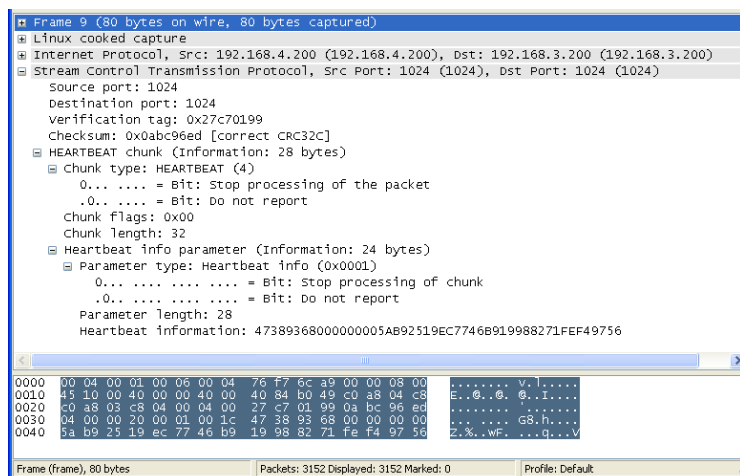 Frame 9 (80 bytes on wire, 80 bytes captured)
Linux cooked capture
Internet Protocol, Src: 192.168.4.200 (192.168.4.200), Dst: 192.168.3.200 (192.168.3.200)
Stream Control Transmission Protocol, Src Port: 1024 (1024), Dst Port: 1024 (1024)
Source port: 1024
Destination port: 1024
Verification tag: 0x27c70199
Checksum: 0x0abc96ed [correct CRC32C]
HEARTBEAT chunk (Information: 28 bytes)
Chunk type: HEARTBEAT (4)
0... .... = Bit: Stop processing of the packet
.0.. .... = Bit: Do not report
Chunk flags: 0x00
Chunk length: 32
Heartbeat info parameter (Information: 24 bytes)
Parameter type: Heartbeat info (0x0001)
0... .... .... .... = Bit: Stop processing of chunk
.0.. .... .... .... = Bit: Do not report
Parameter length: 28
Heartbeat information: 47389368000000005AB92519EC7746B919988271FEF49756
0000 00 04 00 01 00 06 00 04 76 f7 6c a9 00 00 08 00 ........ v.l.....
0010 45 10 00 40 00 00 40 00 40 84 b0 49 c0 a8 04 c8 E..@..@. @..I....
0020 c0 a8 03 c8 04 00 04 00 27 c7 01 99 0a bc 96 ed ........ '.......
0030 04 00 00 20 00 01 00 1c 47 38 93 68 00 00 00 00 ... .... G8.h....
0040 5a b9 25 19 ec 77 46 b9 19 98 82 71 fe f4 97 56 Z.%..wF. ...q...V
Frame (frame), 80 bytes Packets: 3152 Displayed: 3152 Marked: 0 Profile: Default